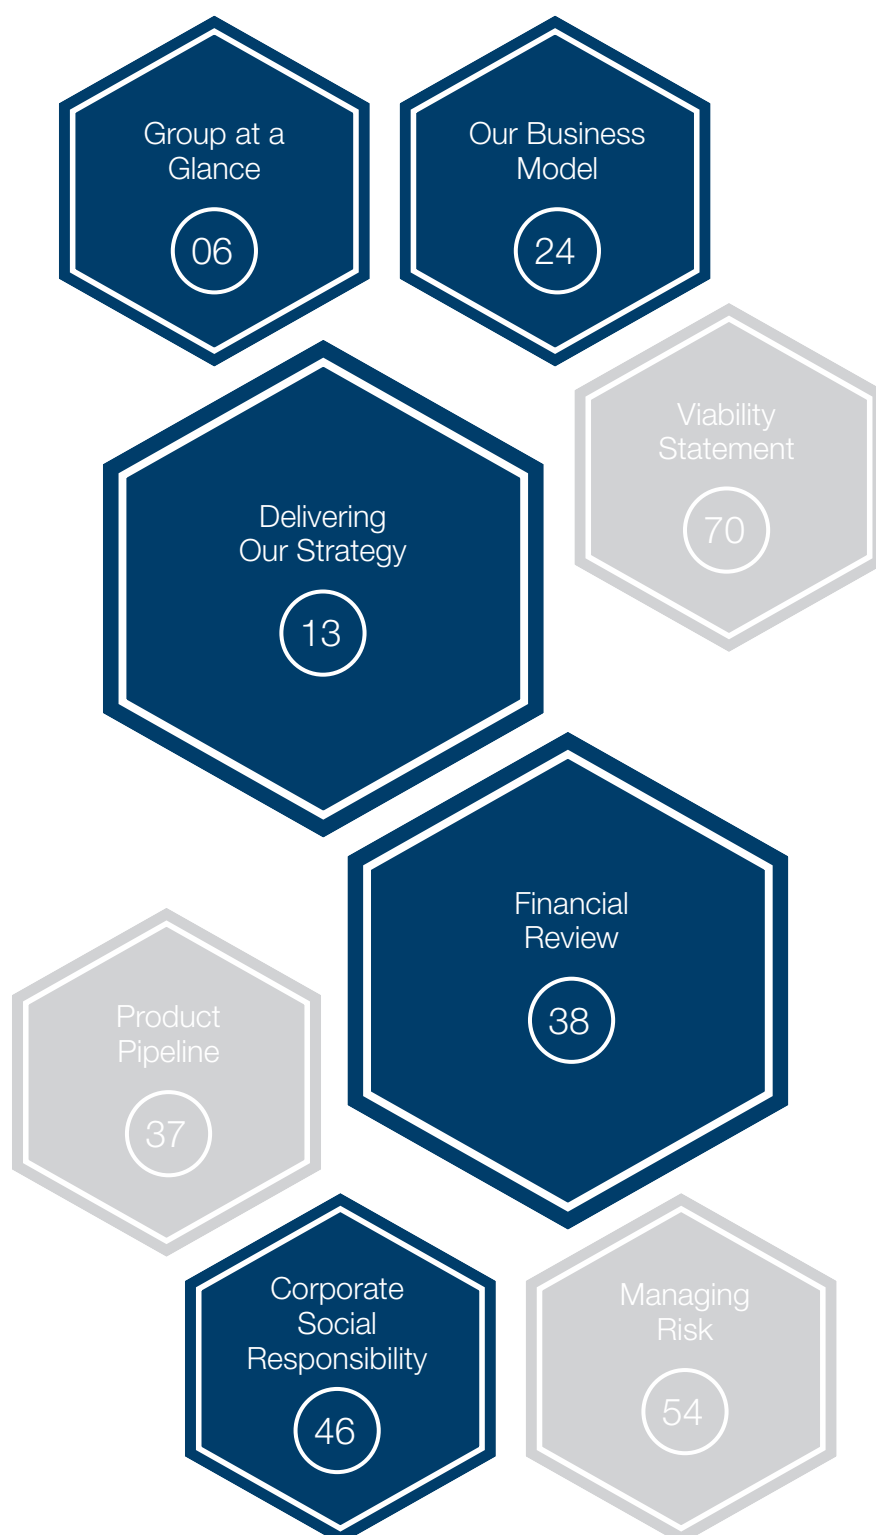 Group at a
Glance
06
Our Business
Model
24
Viability
Statement
70
Delivering
Our Strategy
13
Financial
Review
38
Product
Pipeline
37
Corporate
Social
Responsibility
46
Managing
Risk
54